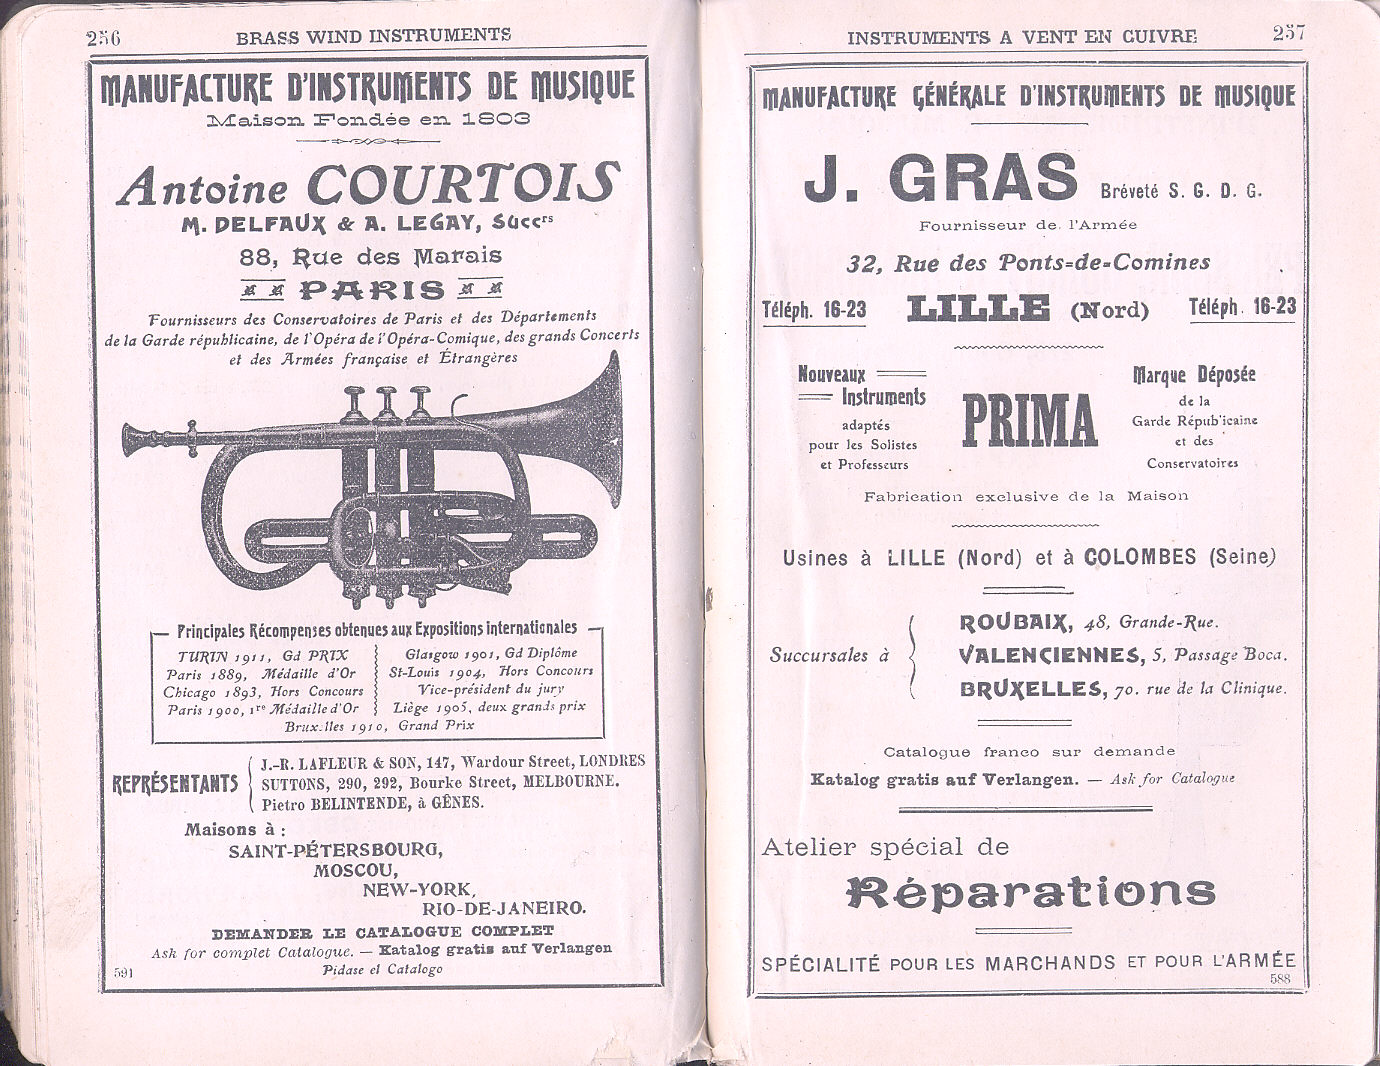 256
BRASS WIND INSTRUMENTS
MANUFACTURE D'INSTRUMENTS DE MUSIQUE
Maison Fondée en 1803
Antoine COURTOIS
M. DELFAUX & A. LEGAY, Succrs
88, Rue des Marais
PARIS
Fournisseurs des Conservatoires de Paris et des Départements
de la Garde républicaine, de l'Opéra de l'Opéra-Comique, des grands Concerts
et des Armées française et Étrangères
Principales Récompenses obtenues aux Expositions internationales
TURIN 1911, Gd PRIX
Paris 1889, Médaille d'Or
Chicago 1893, Hors Concours
Paris 1900, 1re Médaille d'Or
Glasgow 1901, Gd Diplôme
St-Louis 1904, Hors Concours
Vice-président du jury
Liège 1905, deux grands prix
Bruxelles 1910, Grand Prix
REPRÉSENTANTS
J.-R. LAFLEUR & SON, 147, Wardour Street, LONDRES
SUTTONS, 290, 292, Bourke Street, MELBOURNE.
Pietro BELINTENDE, à GÊNES.
Maisons à :
SAINT-PÉTERSBOURG,
MOSCOU,
NEW-YORK,
RIO-DE-JANEIRO.
DEMANDER LE CATALOGUE COMPLET
Ask for complet Catalogue. — Katalog gratis auf Verlangen
Pidase el Catalogo
591
INSTRUMENTS A VENT EN CUIVRE
257
MANUFACTURE GÉNÉRALE D'INSTRUMENTS DE MUSIQUE
J. GRAS Bréveté S. G. D. G.
Fournisseur de l'Armée
32, Rue des Ponts=de=Comines
Téléph. 16-23 LILLE (Nord) Téléph. 16-23
Nouveaux
Instruments
adaptés
pour les Solistes
et Professeurs
PRIMA
Marque Déposée
de la
Garde Répub'icaine
et des
Conservatoires
Fabrication exclusive de la Maison
Usines à LILLE (Nord) et à COLOMBES (Seine)
Succursales à
ROUBAIX, 48, Grande-Rue.
VALENCIENNES, 5, Passage Boca.
BRUXELLES, 70. rue de la Clinique.
Catalogue franco sur demande
Katalog gratis auf Verlangen. — Ask for Catalogue
Atelier spécial de
Réparations
SPÉCIALITÉ POUR LES MARCHANDS ET POUR L'ARMÉE
588